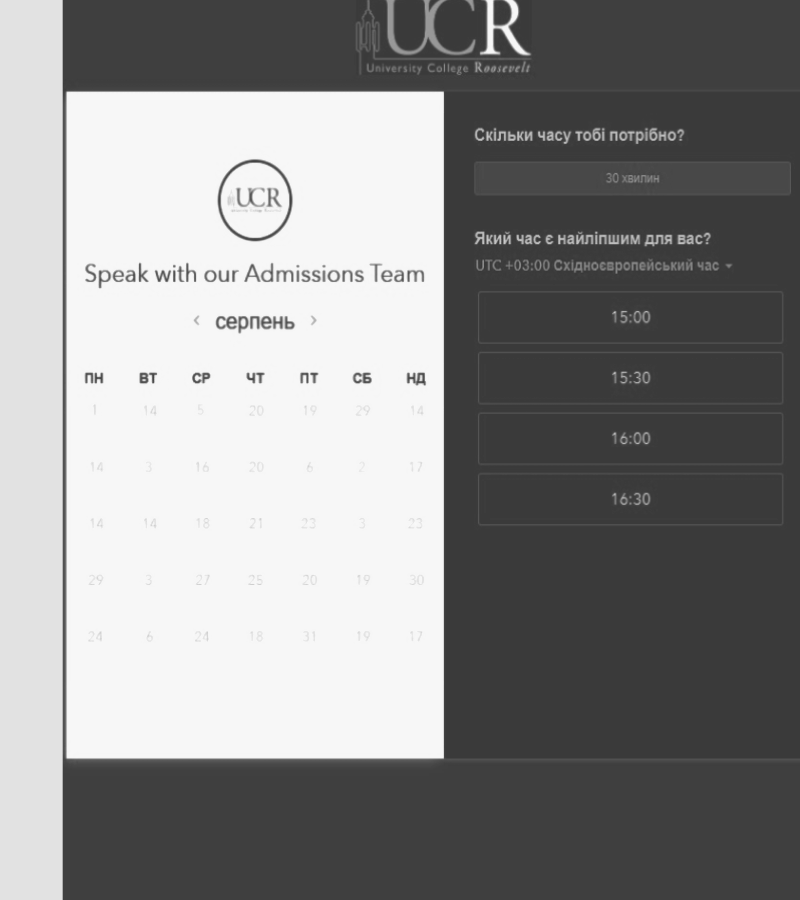 UCR
University College Roosevelt
UCR
Speak with our Admissions Team
‹ серпень ›
ПН ВТ СР ЧТ ПТ СБ НД
1 14 5 20 19 29 14
14 3 16 20 6 2 17
14 14 18 21 23 3 23
29 3 27 25 20 19 30
24 6 24 18 31 19 17
Скільки часу тобі потрібно?
30 хвилин
Який час є найліпшим для вас?
UTC +03:00 Східноєвропейський час
15:00
15:30
16:00
16:30